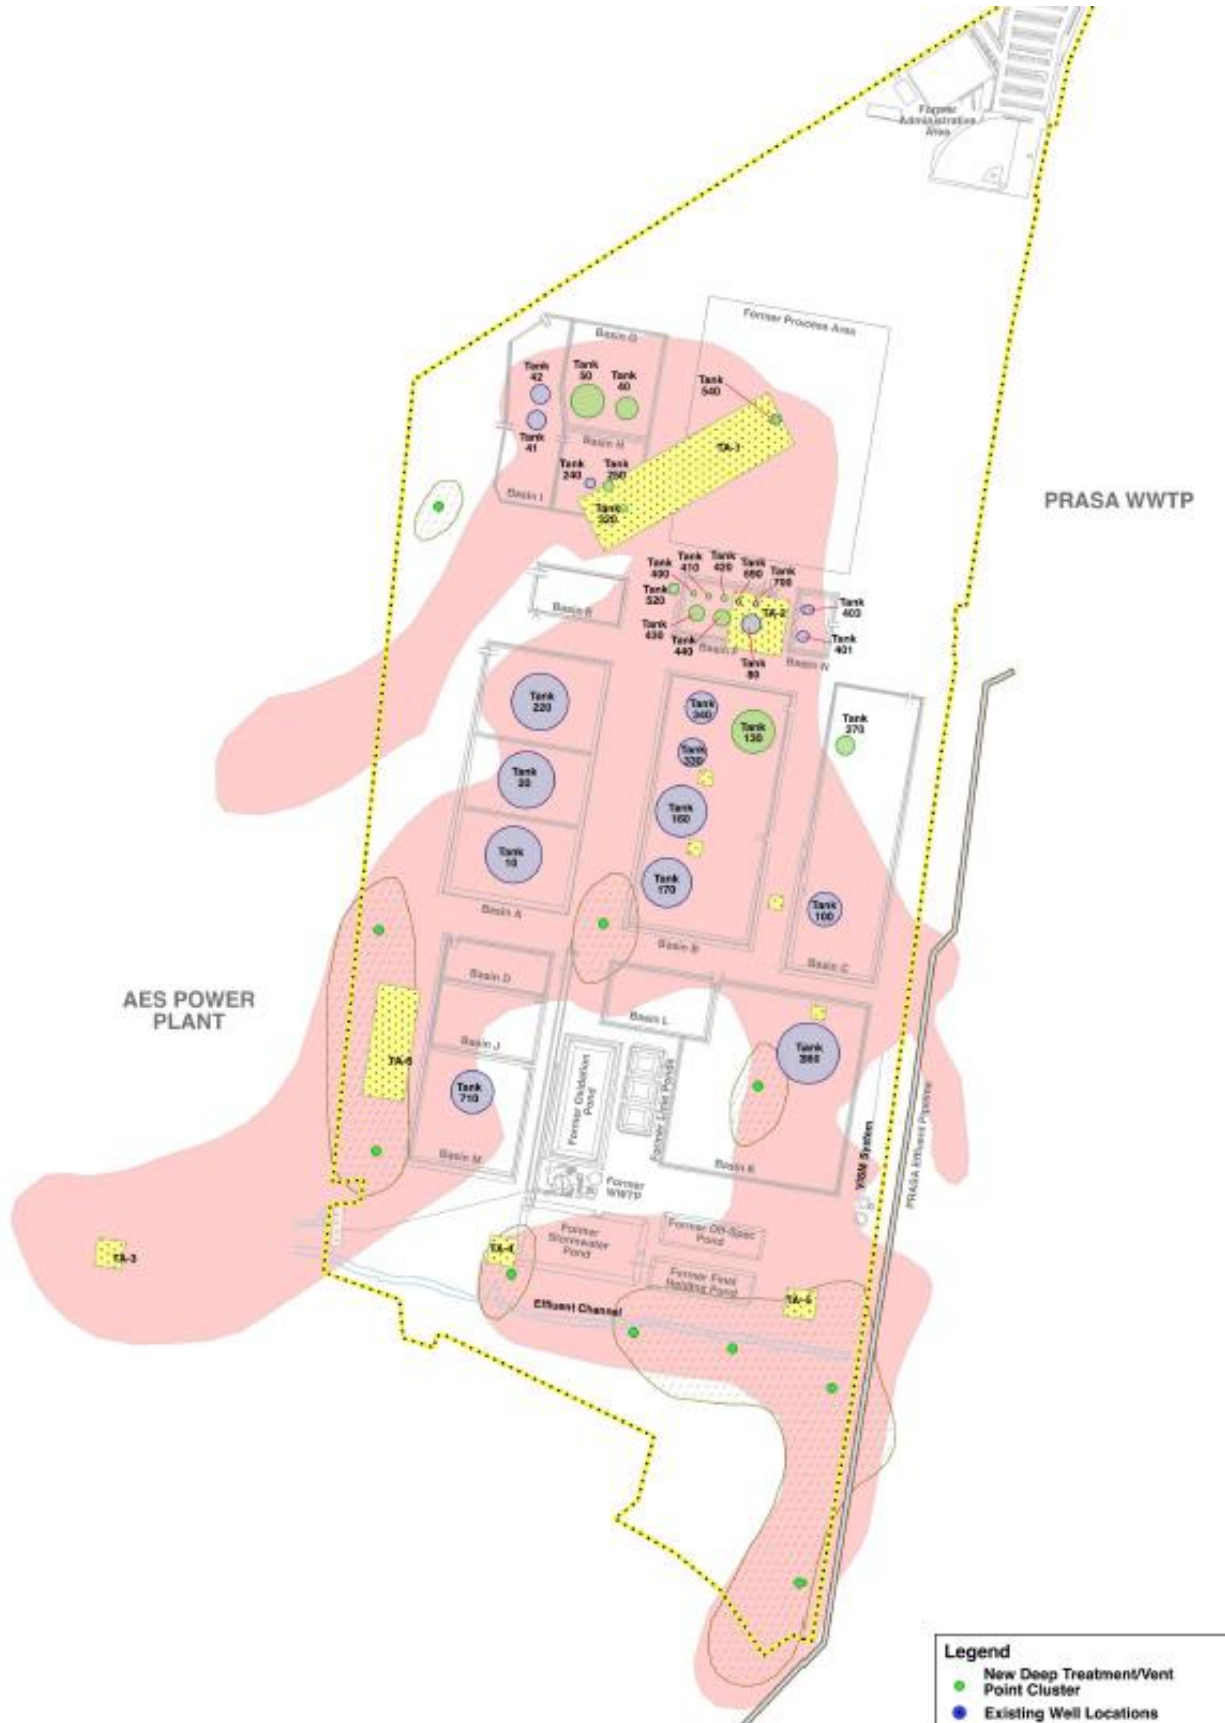 Former
Administrative
Area
Former Process Area
Basin G
Tank
42
Tank
50
Tank
40
Tank
540
Tank
41
Basin H
TA-1
Tank
240
Tank
250
Basin I
Tank
320
PRASA WWTP
Tank
400
Tank
410
Tank
420
Tank
690
Tank
700
Tank
520
Tank
403
TA-2
Tank
430
Tank
440
Tank
401
Basin F
Basin N
Tank
80
Tank
220
Tank
340
Tank
130
Tank
370
Tank
330
Tank
20
Tank
160
Tank
10
Tank
170
Tank
100
Basin A
Basin B
Basin C
Basin D
AES POWER
PLANT
Basin L
Basin J
Tank
TA-6
Tank
710
Former Oxidation
Pond
Former Lime Ponds
PRASA Effluent Pipeline
Basin M
Basin K
System
Former
WWTP
Former
Stormwater
Pond
Former Off-Spec
Pond
TA-3
TA-4
Former Final
Holding Pond
TA-5
Effluent Channel
Legend
New Deep Treatment/Vent
Point Cluster
Existing Well Locations